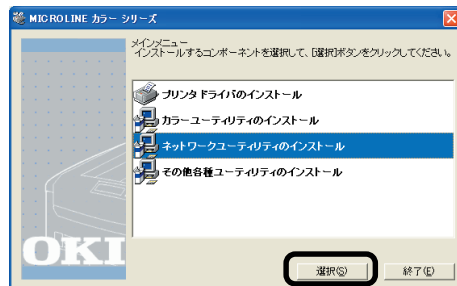 MICROLINE カラー シリーズ
メインメニュー
インストールするコンポーネントを選択して、[選択]ボタンをクリックしてください。
プリンタ ドライバのインストール
カラーユーティリティのインストール
ネットワークユーティリティのインストール
その他各種ユーティリティのインストール
OKI
選択(S)
終了(E)